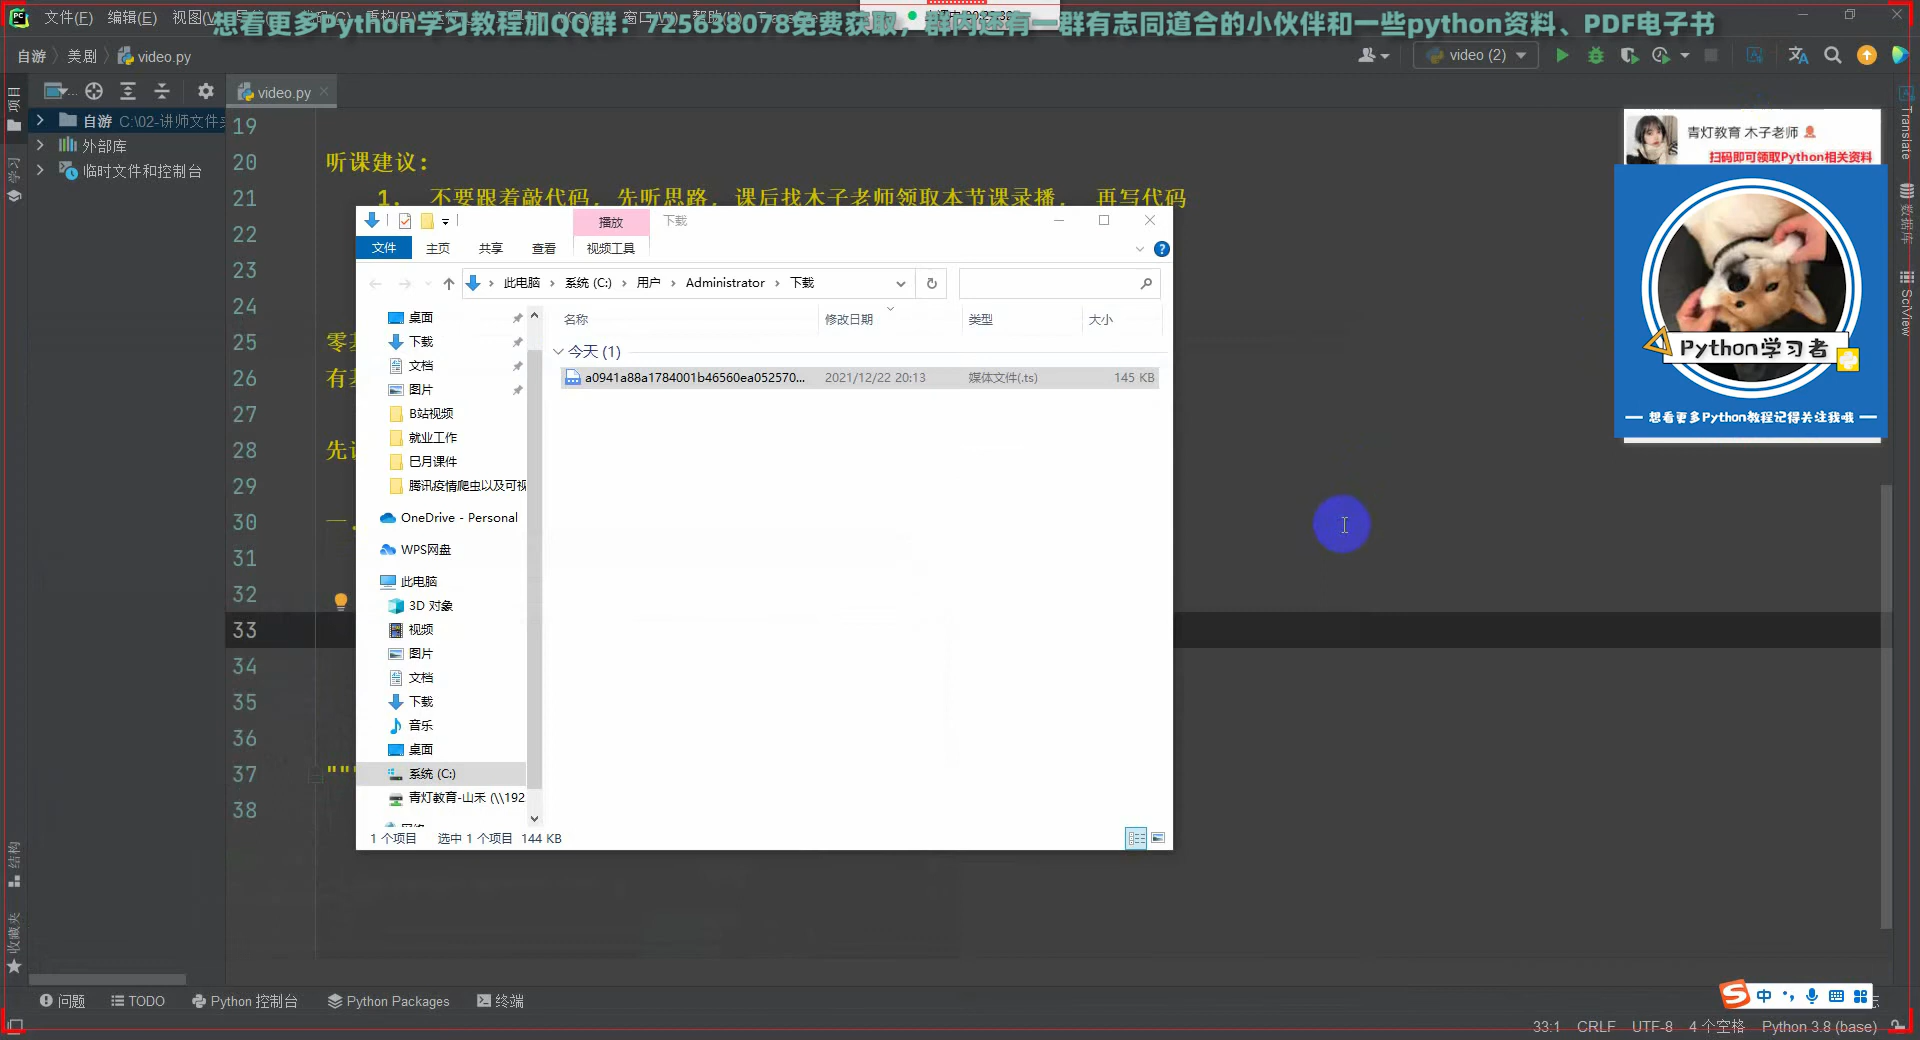 想看更多Python学习教程加QQ群：725638078免费获取，群内还有一群有志同道合的小伙伴和一些python资料、PDF电子书
文件(F) 编辑(E)
自游 美剧 video.py
video (2)
项目
video.py
自游 C:\02-讲师文件夹
外部库
临时文件和控制台
学习
19
20 听课建议:
21 1. 不要跟着敲代码, 先听思路, 课后找木子老师领取本节课录播, 再写代码
22
23
24
25 零
26 有
27
28 先
29
30 一.
31
32
33
34
35
36
37 """
38
播放 下载
文件 主页 共享 查看 视频工具
此电脑 系统 (C:) 用户 Administrator 下载
名称 修改日期 类型 大小
今天 (1)
a0941a88a1784001b46560ea052570... 2021/12/22 20:13 媒体文件(.ts) 145 KB
桌面
下载
文档
图片
B站视频
就业工作
巳月课件
腾讯疫情爬虫以及可视
OneDrive - Personal
WPS网盘
此电脑
3D 对象
视频
图片
文档
下载
音乐
桌面
系统 (C:)
青灯教育-山禾 (\\192
1 个项目 选中 1 个项目 144 KB
青灯教育 木子老师
扫码即可领取Python相关资料
Python学习者
想看更多Python教程记得关注我哦
Translate
数据库
SciView
结构
收藏夹
问题 TODO Python 控制台 Python Packages 终端
中
33:1 CRLF UTF-8 4 个空格 Python 3.8 (base)